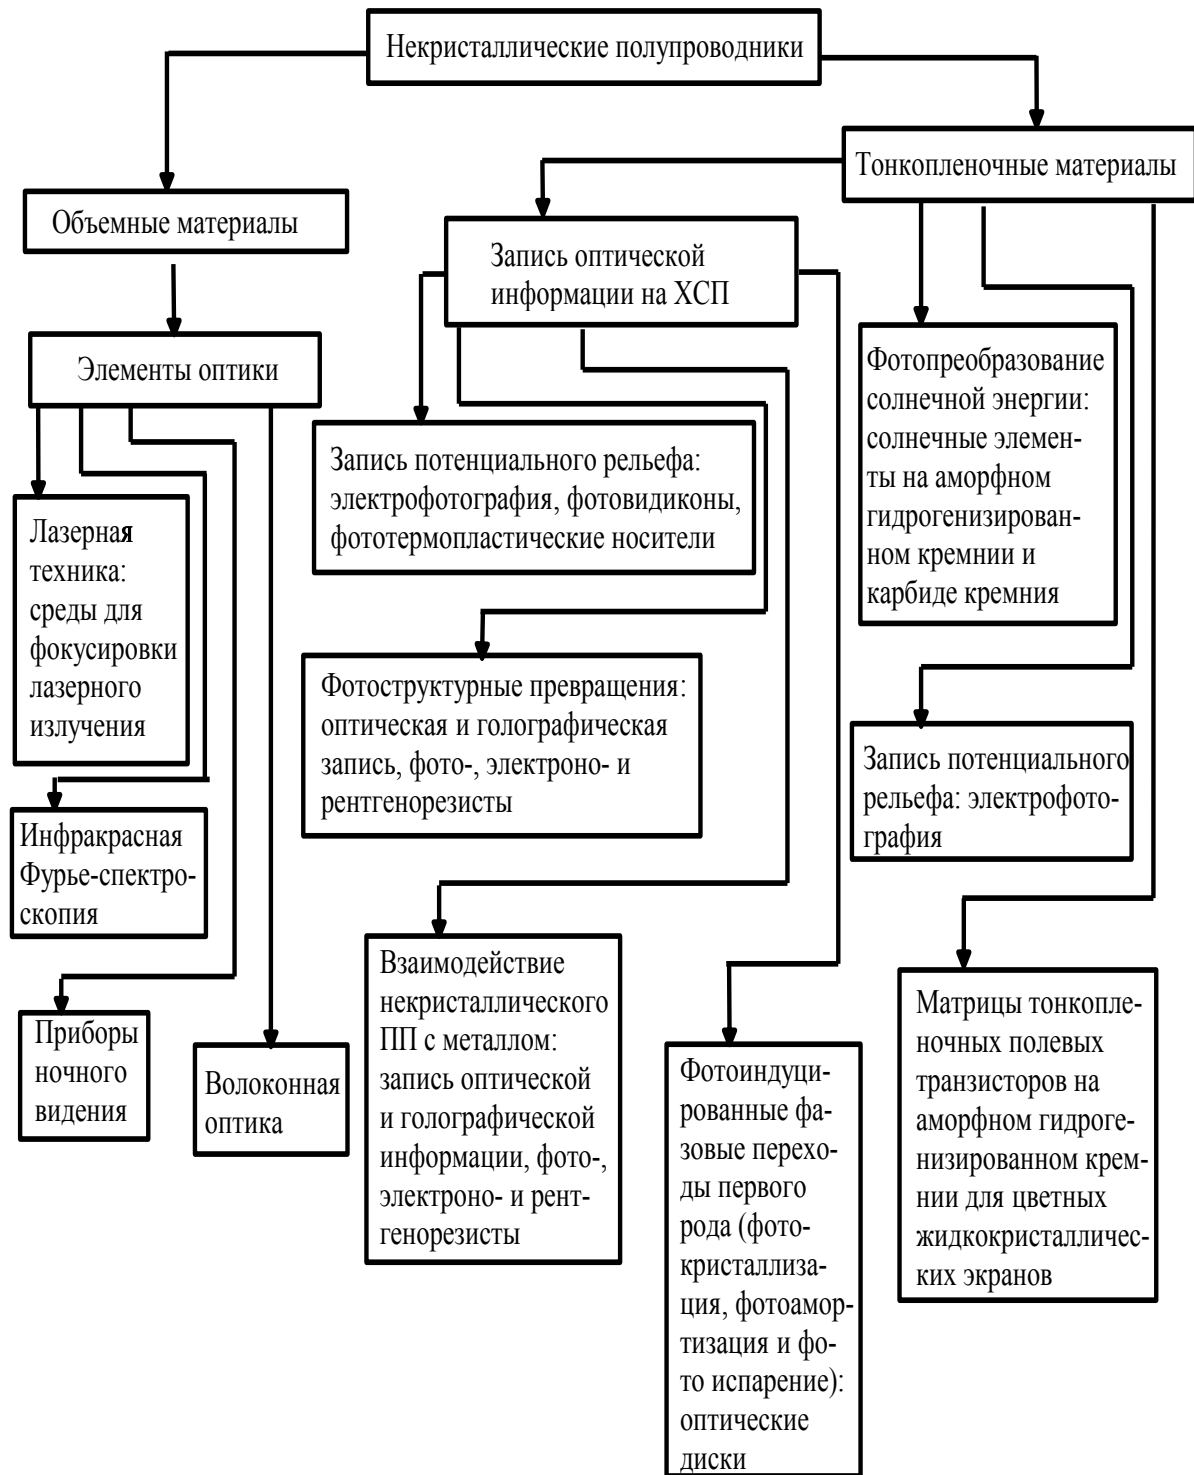 Некристаллические полупроводники
Тонкопленочные материалы
Объемные материалы
Запись оптической
информации на ХСП
Элементы оптики
Фотопреобразование
солнечной энергии:
солнечные элемен-
ты на аморфном
гидрогенизирован-
ном кремнии и
карбиде кремния
Запись потенциального рельефа:
электрофотография, фотовидиконы,
фототермопластические носители
Лазерная
техника:
среды для
фокусировки
лазерного
излучения
Фотоструктурные превращения:
оптическая и голографическая
запись, фото-, электроно- и
рентгенорезисты
Запись потенциального
рельефа: электрофото-
графия
Инфракрасная
Фурье-спектро-
скопия
Взаимодействие
некристаллического
ПП с металлом:
запись оптической
и голографической
информации, фото-,
электроно- и рент-
генорезисты
Матрицы тонкопле-
ночных полевых
транзисторов на
аморфном гидроге-
низированном крем-
нии для цветных
жидкокристалличес-
ких экранов
Приборы
ночного
видения
Волоконная
оптика
Фотоиндуци-
рованные фа-
зовые перехо-
ды первого
рода (фото-
кристаллиза-
ция, фотоамор-
тизация и фо-
то испарение):
оптические
диски